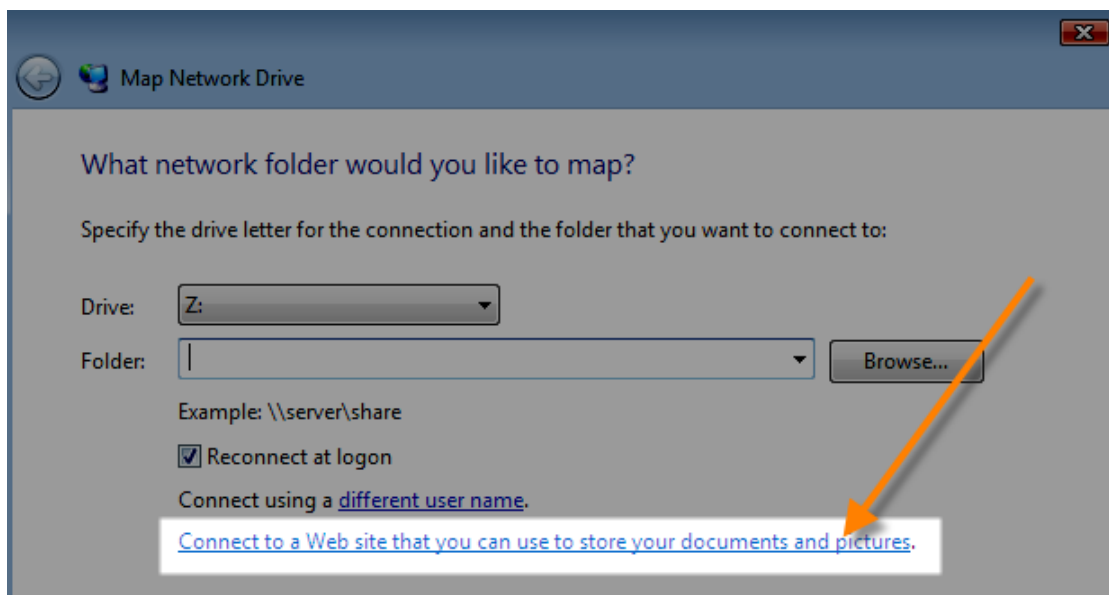 Map Network Drive
What network folder would you like to map?
Specify the drive letter for the connection and the folder that you want to connect to:
Drive: Z:
Folder: Browse...
Example: \\server\share
Reconnect at logon
Connect using a different user name.
Connect to a Web site that you can use to store your documents and pictures.